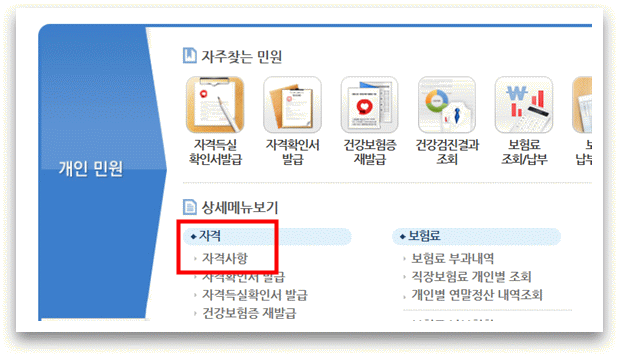 개인 민원
자주찾는 민원
자격득실
확인서발급
자격확인서
발급
건강보험증
재발급
건강검진결과
조회
보험료
조회/납부
상세메뉴보기
자격
자격사항
자격확인서 발급
자격득실확인서 발급
건강보험증 재발급
보험료
보험료 부과내역
직장보험료 개인별 조회
개인별 연말정산 내역조회